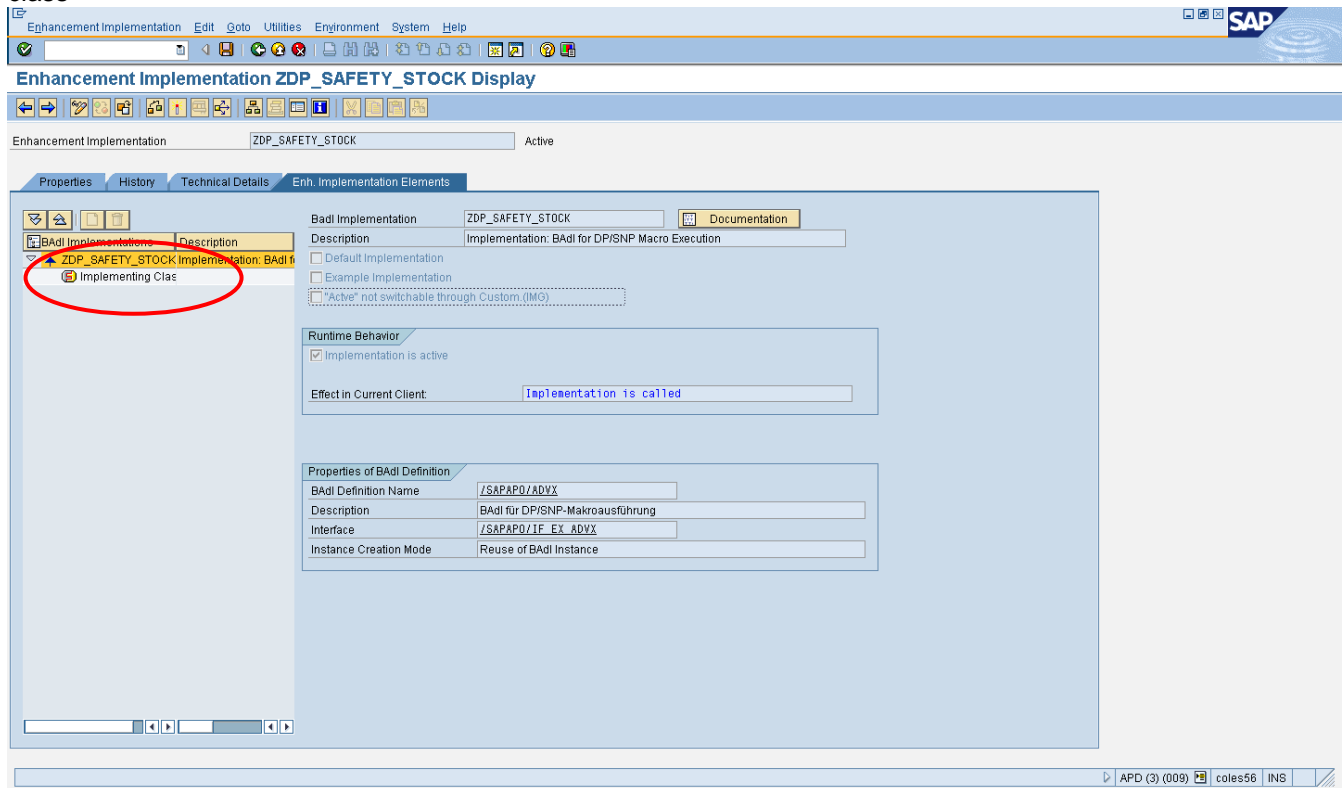 class
Enhancement Implementation Edit Goto Utilities Environment System Help
SAP
Enhancement Implementation ZDP_SAFETY_STOCK Display
Enhancement Implementation ZDP_SAFETY_STOCK Active
Properties History Technical Details Enh. Implementation Elements
BadI Implementation ZDP_SAFETY_STOCK Documentation
BAdI Implementations Description
Description Implementation: BAdI for DP/SNP Macro Execution
ZDP_SAFETY_STOCK Implementation: BAdI f
Default Implementation
Implementing Clas
Example Implementation
"Actve" not switchable through Custom.(IMG)
Runtime Behavior
Implementation is active
Effect in Current Client: Implementation is called
Properties of BAdI Definition
BAdI Definition Name /SAPAPO/ADVX
Description BAdI für DP/SNP-Makroausführung
Interface /SAPAPO/IF_EX_ADVX
Instance Creation Mode Reuse of BAdI Instance
APD (3) (009) coles56 INS